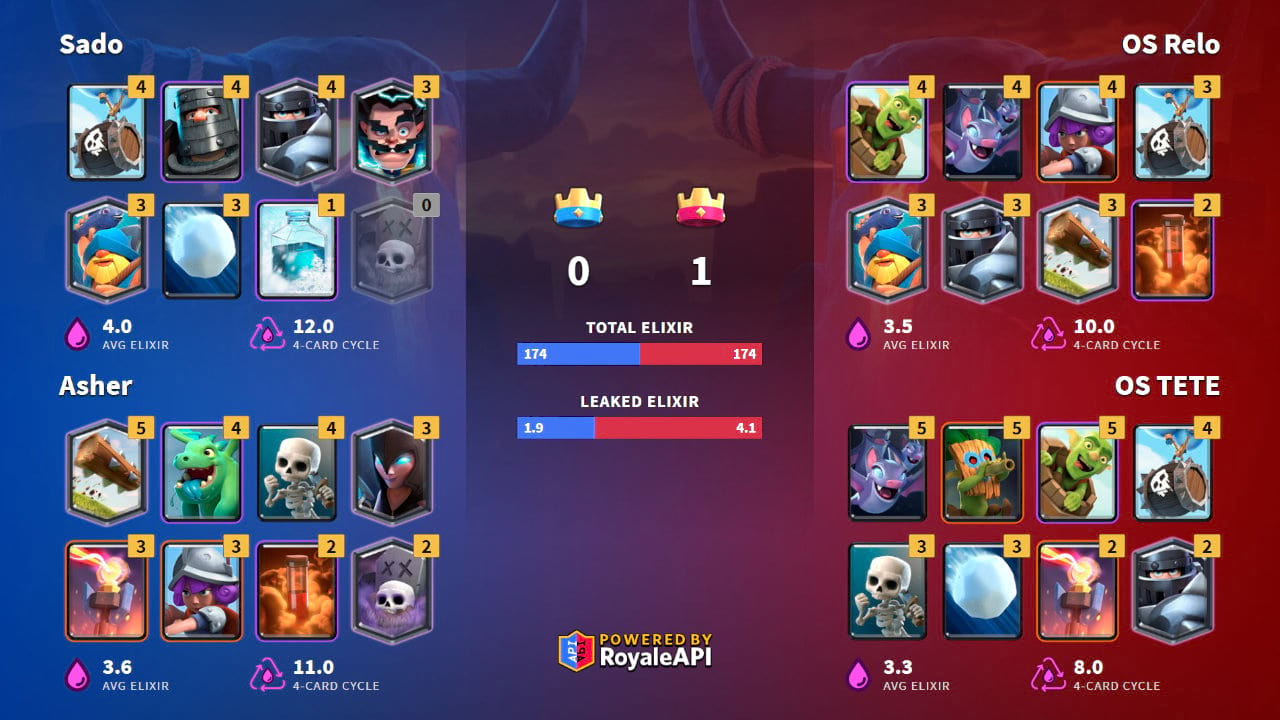 Sado
4 4 4 3
3 3 1 0
4.0 12.0
AVG ELIXIR 4-CARD CYCLE
Asher
5 4 4 3
3 3 2 2
3.6 11.0
AVG ELIXIR 4-CARD CYCLE
0 1
TOTAL ELIXIR
174 174
LEAKED ELIXIR
1.9 4.1
API API POWERED BY
RoyaleAPI
OS Relo
4 4 4 3
3 3 3 2
3.5 10.0
AVG ELIXIR 4-CARD CYCLE
OS TETE
5 5 5 4
3 3 2 2
3.3 8.0
AVG ELIXIR 4-CARD CYCLE